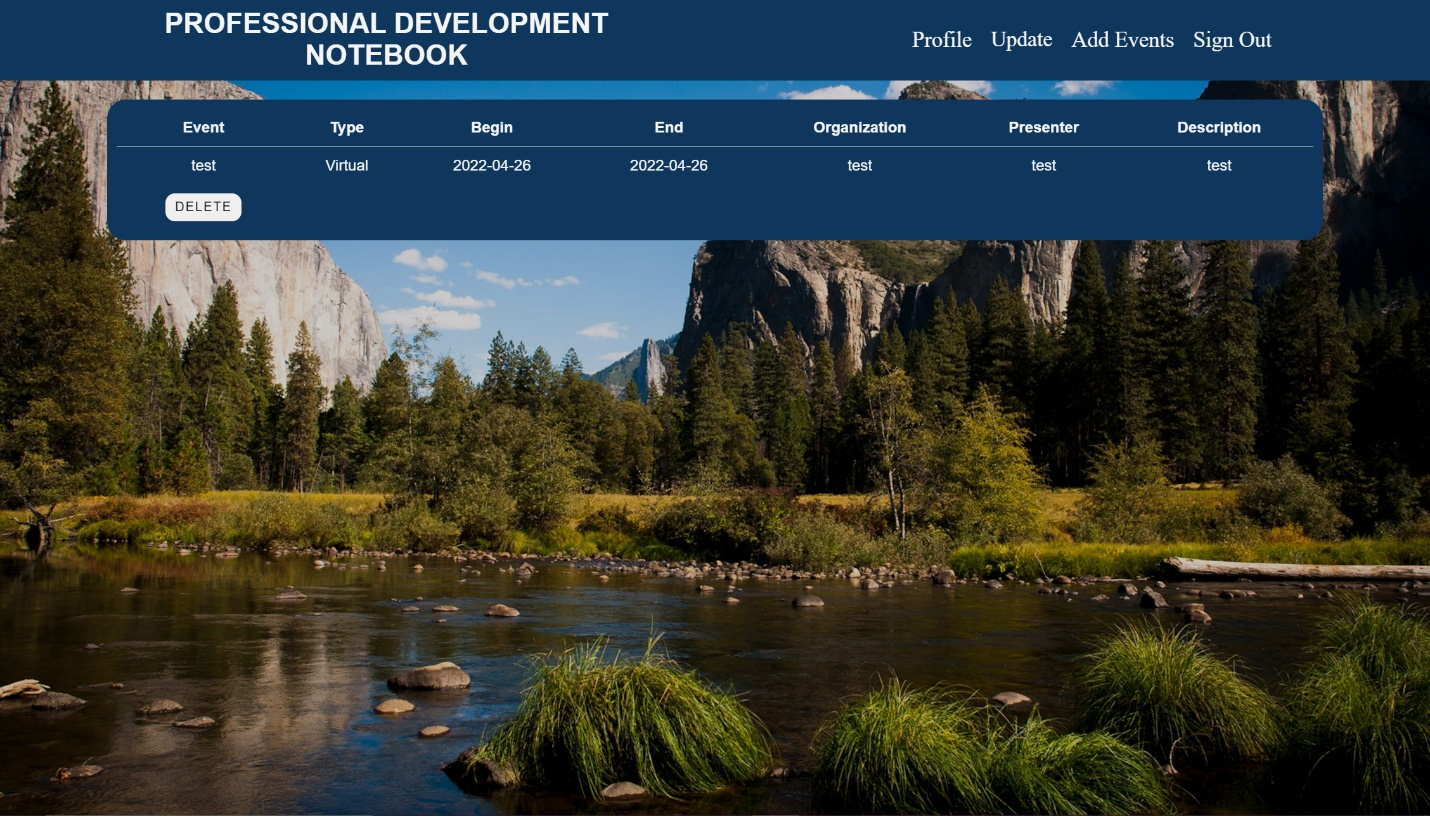 PROFESSIONAL DEVELOPMENT
NOTEBOOK
Profile Update Add Events Sign Out
Event Type Begin End Organization Presenter Description
test Virtual 2022-04-26 2022-04-26 test test test
DELETE